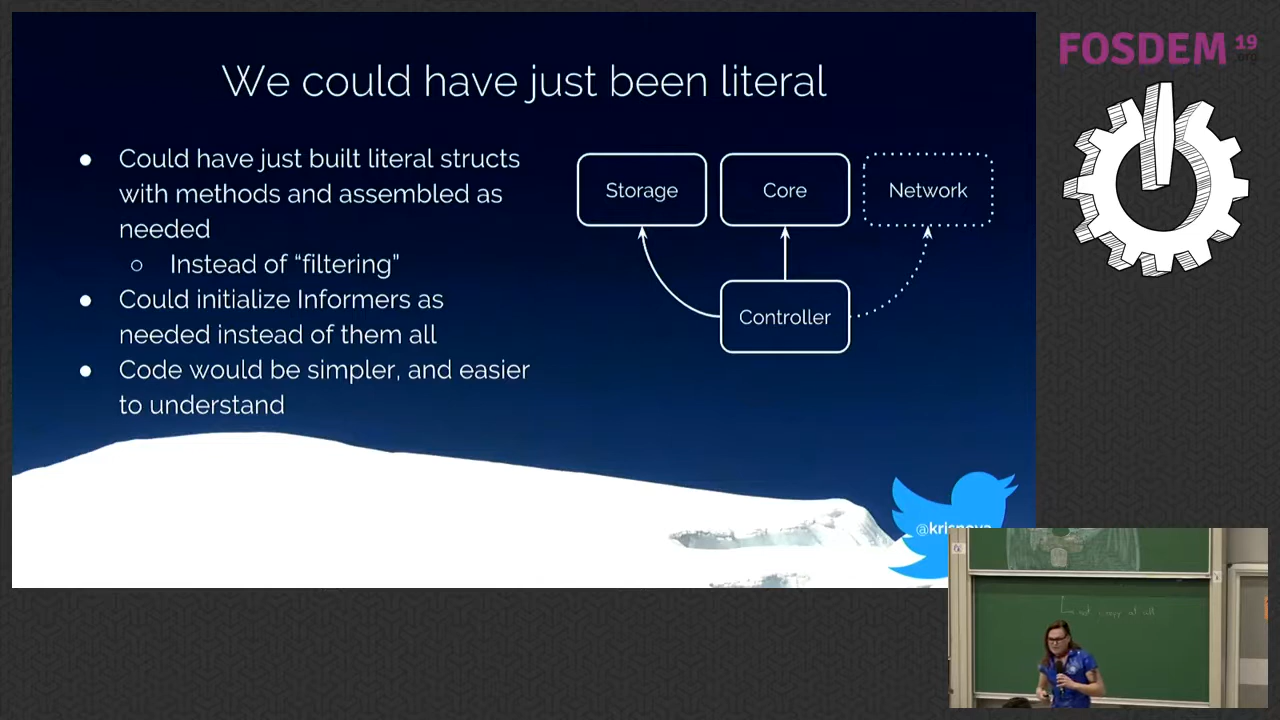 We could have just been literal
● Could have just built literal structs
with methods and assembled as
needed
○ Instead of “filtering”
● Could initialize Informers as
needed instead of them all
● Code would be simpler, and easier
to understand
Storage
Core
Network
Controller
@krisnova
FOSDEM 19
.org